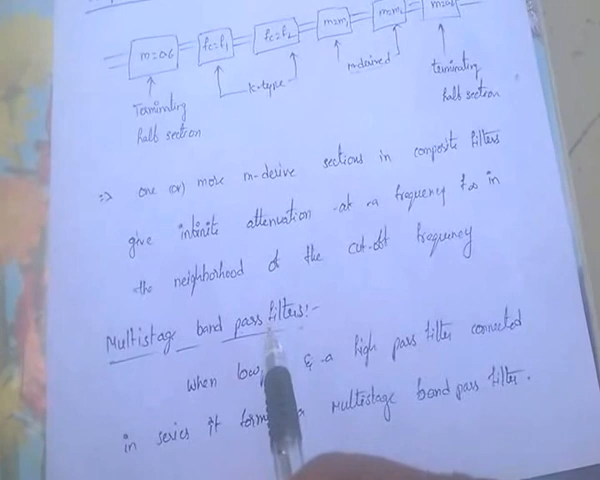 m=0.6 fc=f1 fc=f2 m=m1 m=m2 m=0.6
Terminating half section
k-type
m-derived
terminating half section
=> one (or) more m-derive sections in composite filters
give infinite attenuation at a frequency f∞ in
the neighborhood of the cut-off frequency
Multistage band pass filters:-
When low & a high pass filter connected
in series it form a Multistage band pass filter.